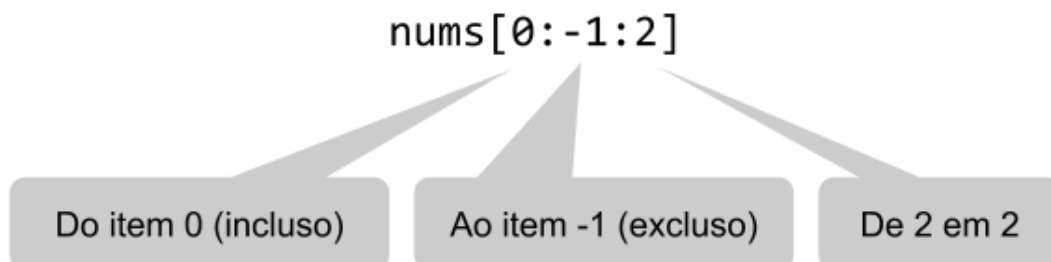 nums[0:-1:2]
Do item 0 (incluso)
Ao item -1 (excluso)
De 2 em 2